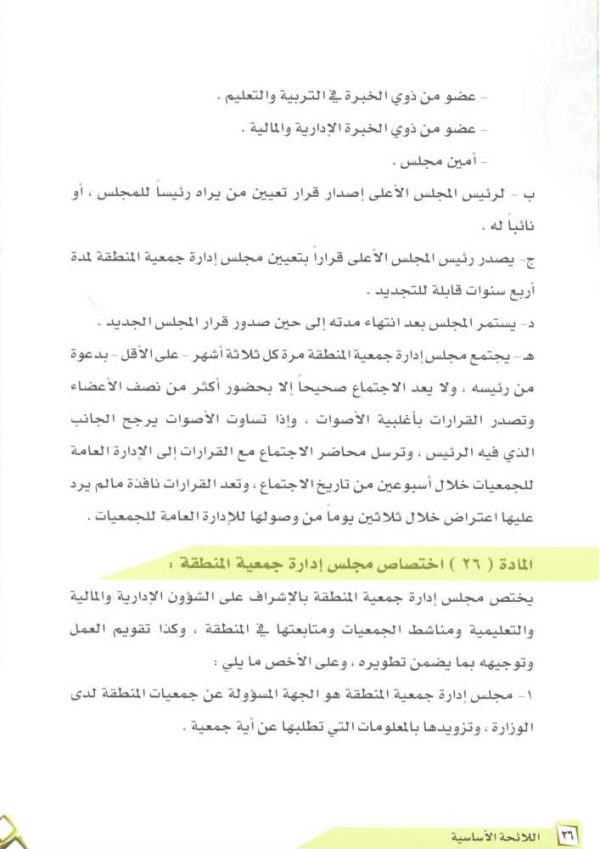 - عضو من ذوي الخبرة في التربية والتعليم .
- عضو من ذوي الخبرة الإدارية والمالية .
- أمين مجلس .
ب - لرئيس المجلس الأعلى إصدار قرار تعيين من يراه رئيساً للمجلس ، أو
نائباً له .
ج- يصدر رئيس المجلس الأعلى قراراً بتعيين مجلس إدارة جمعية المنطقة لمدة
أربع سنوات قابلة للتجديد .
د- يستمر المجلس بعد انتهاء مدته إلى حين صدور قرار المجلس الجديد .
هـ - يجتمع مجلس إدارة جمعية المنطقة مرة كل ثلاثة أشهر - على الأقل - بدعوة
من رئيسه ، ولا يعد الاجتماع صحيحاً إلا بحضور أكثر من نصف الأعضاء
وتصدر القرارات بأغلبية الأصوات ، وإذا تساوت الأصوات يرجح الجانب
الذي فيه الرئيس ، وترسل محاضر الاجتماع مع القرارات إلى الإدارة العامة
للجمعيات خلال أسبوعين من تاريخ الاجتماع ، وتعد القرارات نافذة مالم يرد
عليها اعتراض خلال ثلاثين يوماً من وصولها للإدارة العامة للجمعيات .
المادة ( ٢٦ ) اختصاص مجلس إدارة جمعية المنطقة :
يختص مجلس إدارة جمعية المنطقة بالإشراف على الشؤون الإدارية والمالية
والتعليمية ومناشط الجمعيات ومتابعتها في المنطقة ، وكذا تقويم العمل
وتوجيهه بما يضمن تطويره ، وعلى الأخص ما يلي :
١- مجلس إدارة جمعية المنطقة هو الجهة المسؤولة عن جمعيات المنطقة لدى
الوزارة ، وتزويدها بالمعلومات التي تطلبها عن أية جمعية .
٢٦ اللائحة الأساسية